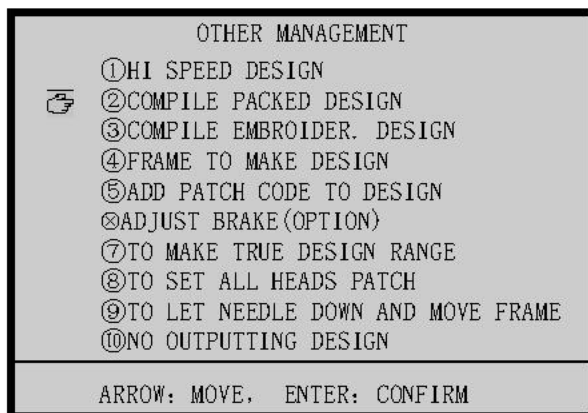 OTHER MANAGEMENT
①HI SPEED DESIGN
②COMPILE PACKED DESIGN
③COMPILE EMBROIDER. DESIGN
④FRAME TO MAKE DESIGN
⑤ADD PATCH CODE TO DESIGN
⊗ADJUST BRAKE(OPTION)
⑦TO MAKE TRUE DESIGN RANGE
⑧TO SET ALL HEADS PATCH
⑨TO LET NEEDLE DOWN AND MOVE FRAME
⑩NO OUTPUTTING DESIGN
ARROW: MOVE, ENTER: CONFIRM